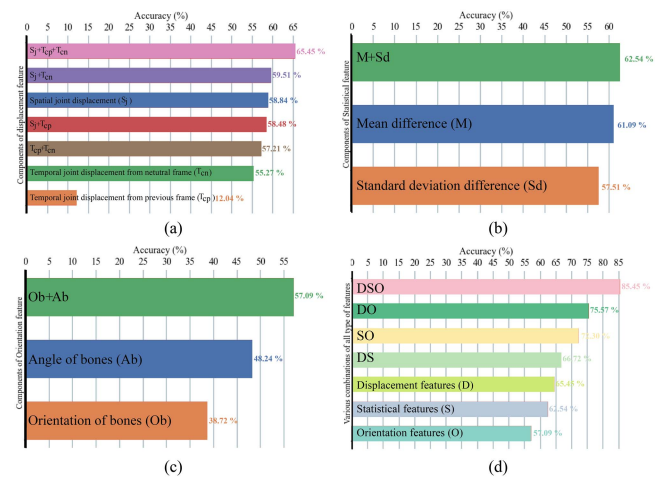 Accuracy (%)
0 5 10 15 20 25 30 35 40 45 50 55 60 65
Components of displacement feature
Sj+Tcp+Tcn 65.45 %
Sj+Tcn 59.51 %
Spatial joint displacement (Sj) 58.84 %
Sj+Tcp 58.48 %
Tcp+Tcn 57.21 %
Temporal joint displacement from netutral frame (Tcn) 55.27 %
Temporal joint displacement from previous frame (Tcp) 12.04 %
(a)
Accuracy (%)
0 5 10 15 20 25 30 35 40 45 50 55 60
Components of Statistical feature
M+Sd 62.54 %
Mean difference (M) 61.09 %
Standard deviation difference (Sd) 57.51 %
(b)
Accuracy (%)
0 5 10 15 20 25 30 35 40 45 50 55
Components of Orientation feature
Ob+Ab 57.09 %
Angle of bones (Ab) 48.24 %
Orientation of bones (Ob) 38.72 %
(c)
Accuracy (%)
0 5 10 15 20 25 30 35 40 45 50 55 60 65 70 75 80 85
Various combinations of all type of features
DSO 85.45 %
DO 75.57 %
SO
DS 66.72 %
Displacement features (D) 65.45 %
Statistical features (S) 62.54 %
Orientation features (O) 57.09 %
(d)